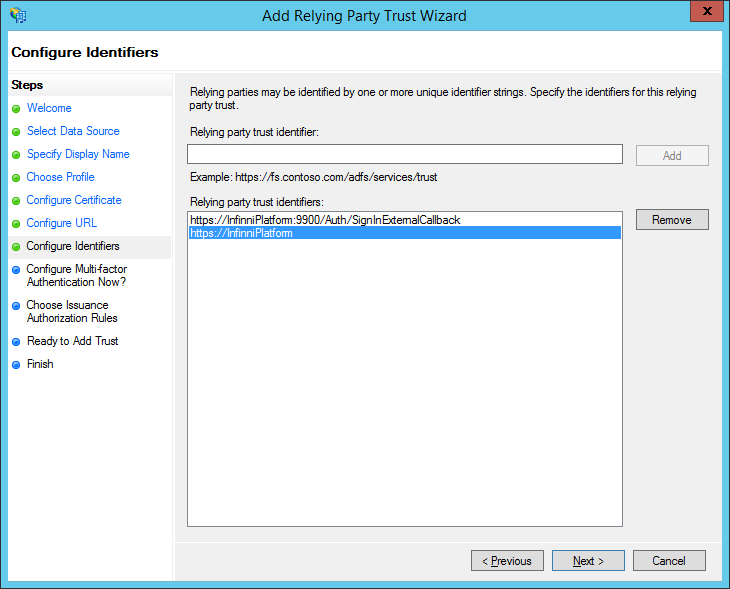 Add Relying Party Trust Wizard
X
Configure Identifiers
Steps
Welcome
Select Data Source
Specify Display Name
Choose Profile
Configure Certificate
Configure URL
Configure Identifiers
Configure Multi-factor
Authentication Now?
Choose Issuance
Authorization Rules
Ready to Add Trust
Finish
Relying parties may be identified by one or more unique identifier strings. Specify the identifiers for this relying
party trust.
Relying party trust identifier:
Add
Example: https://fs.contoso.com/adfs/services/trust
Relying party trust identifiers:
https://InfinniPlatform:9900/Auth/SignInExternalCallback
https://InfinniPlatform
Remove
< Previous
Next >
Cancel